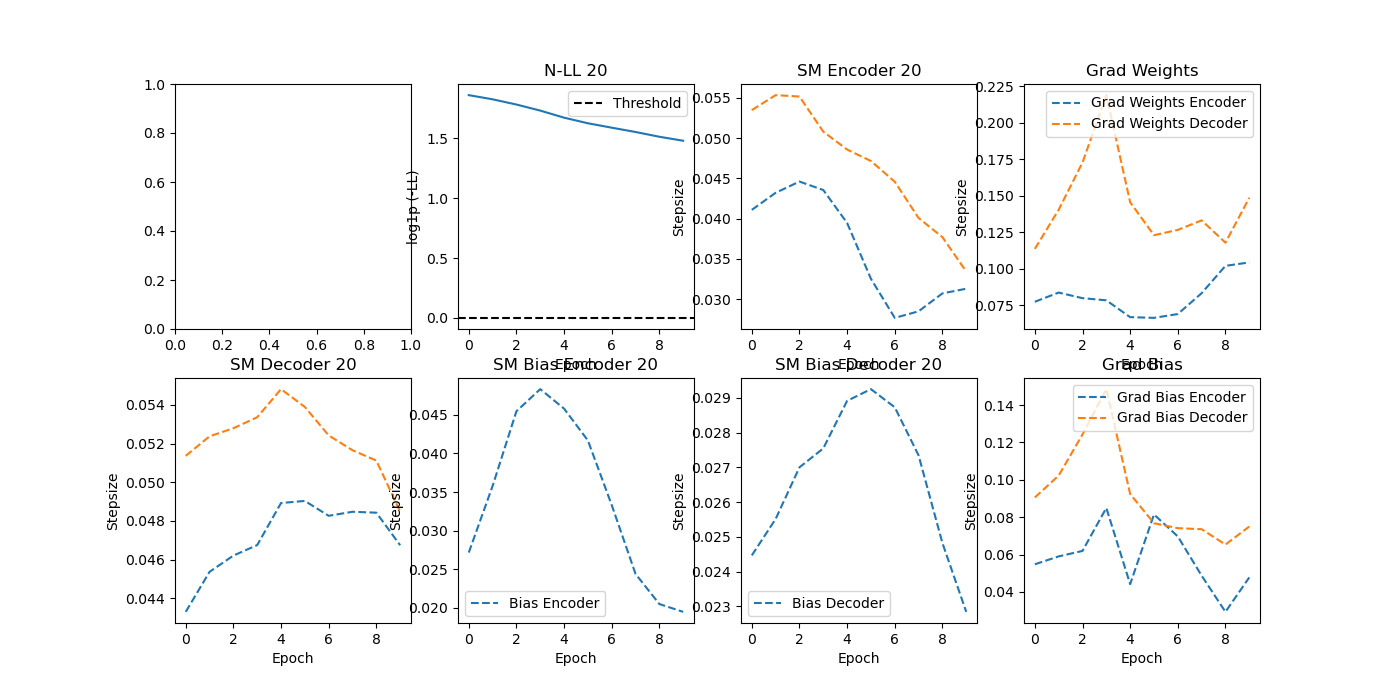 1.0
0.8
0.6
0.4
0.2
0.0
0.0 0.2 0.4 0.6 0.8 1.0
N-LL 20
Threshold
log1p (-LL)
1.5
1.0
0.5
0.0
0 2 4 6 8
Epoch
SM Encoder 20
Stepsize
0.055
0.050
0.045
0.040
0.035
0.030
0 2 4 6 8
Epoch
Grad Weights
Grad Weights Encoder
Grad Weights Decoder
Stepsize
0.225
0.200
0.175
0.150
0.125
0.100
0.075
0 2 4 6 8
Epoch
SM Decoder 20
Stepsize
0.054
0.052
0.050
0.048
0.046
0.044
0 2 4 6 8
Epoch
SM Bias Encoder 20
Stepsize
0.045
0.040
0.035
0.030
0.025
0.020
Bias Encoder
0 2 4 6 8
Epoch
SM Bias Decoder 20
Stepsize
0.029
0.028
0.027
0.026
0.025
0.024
0.023
Bias Decoder
0 2 4 6 8
Epoch
Grad Bias
Grad Bias Encoder
Grad Bias Decoder
Stepsize
0.14
0.12
0.10
0.08
0.06
0.04
0 2 4 6 8
Epoch